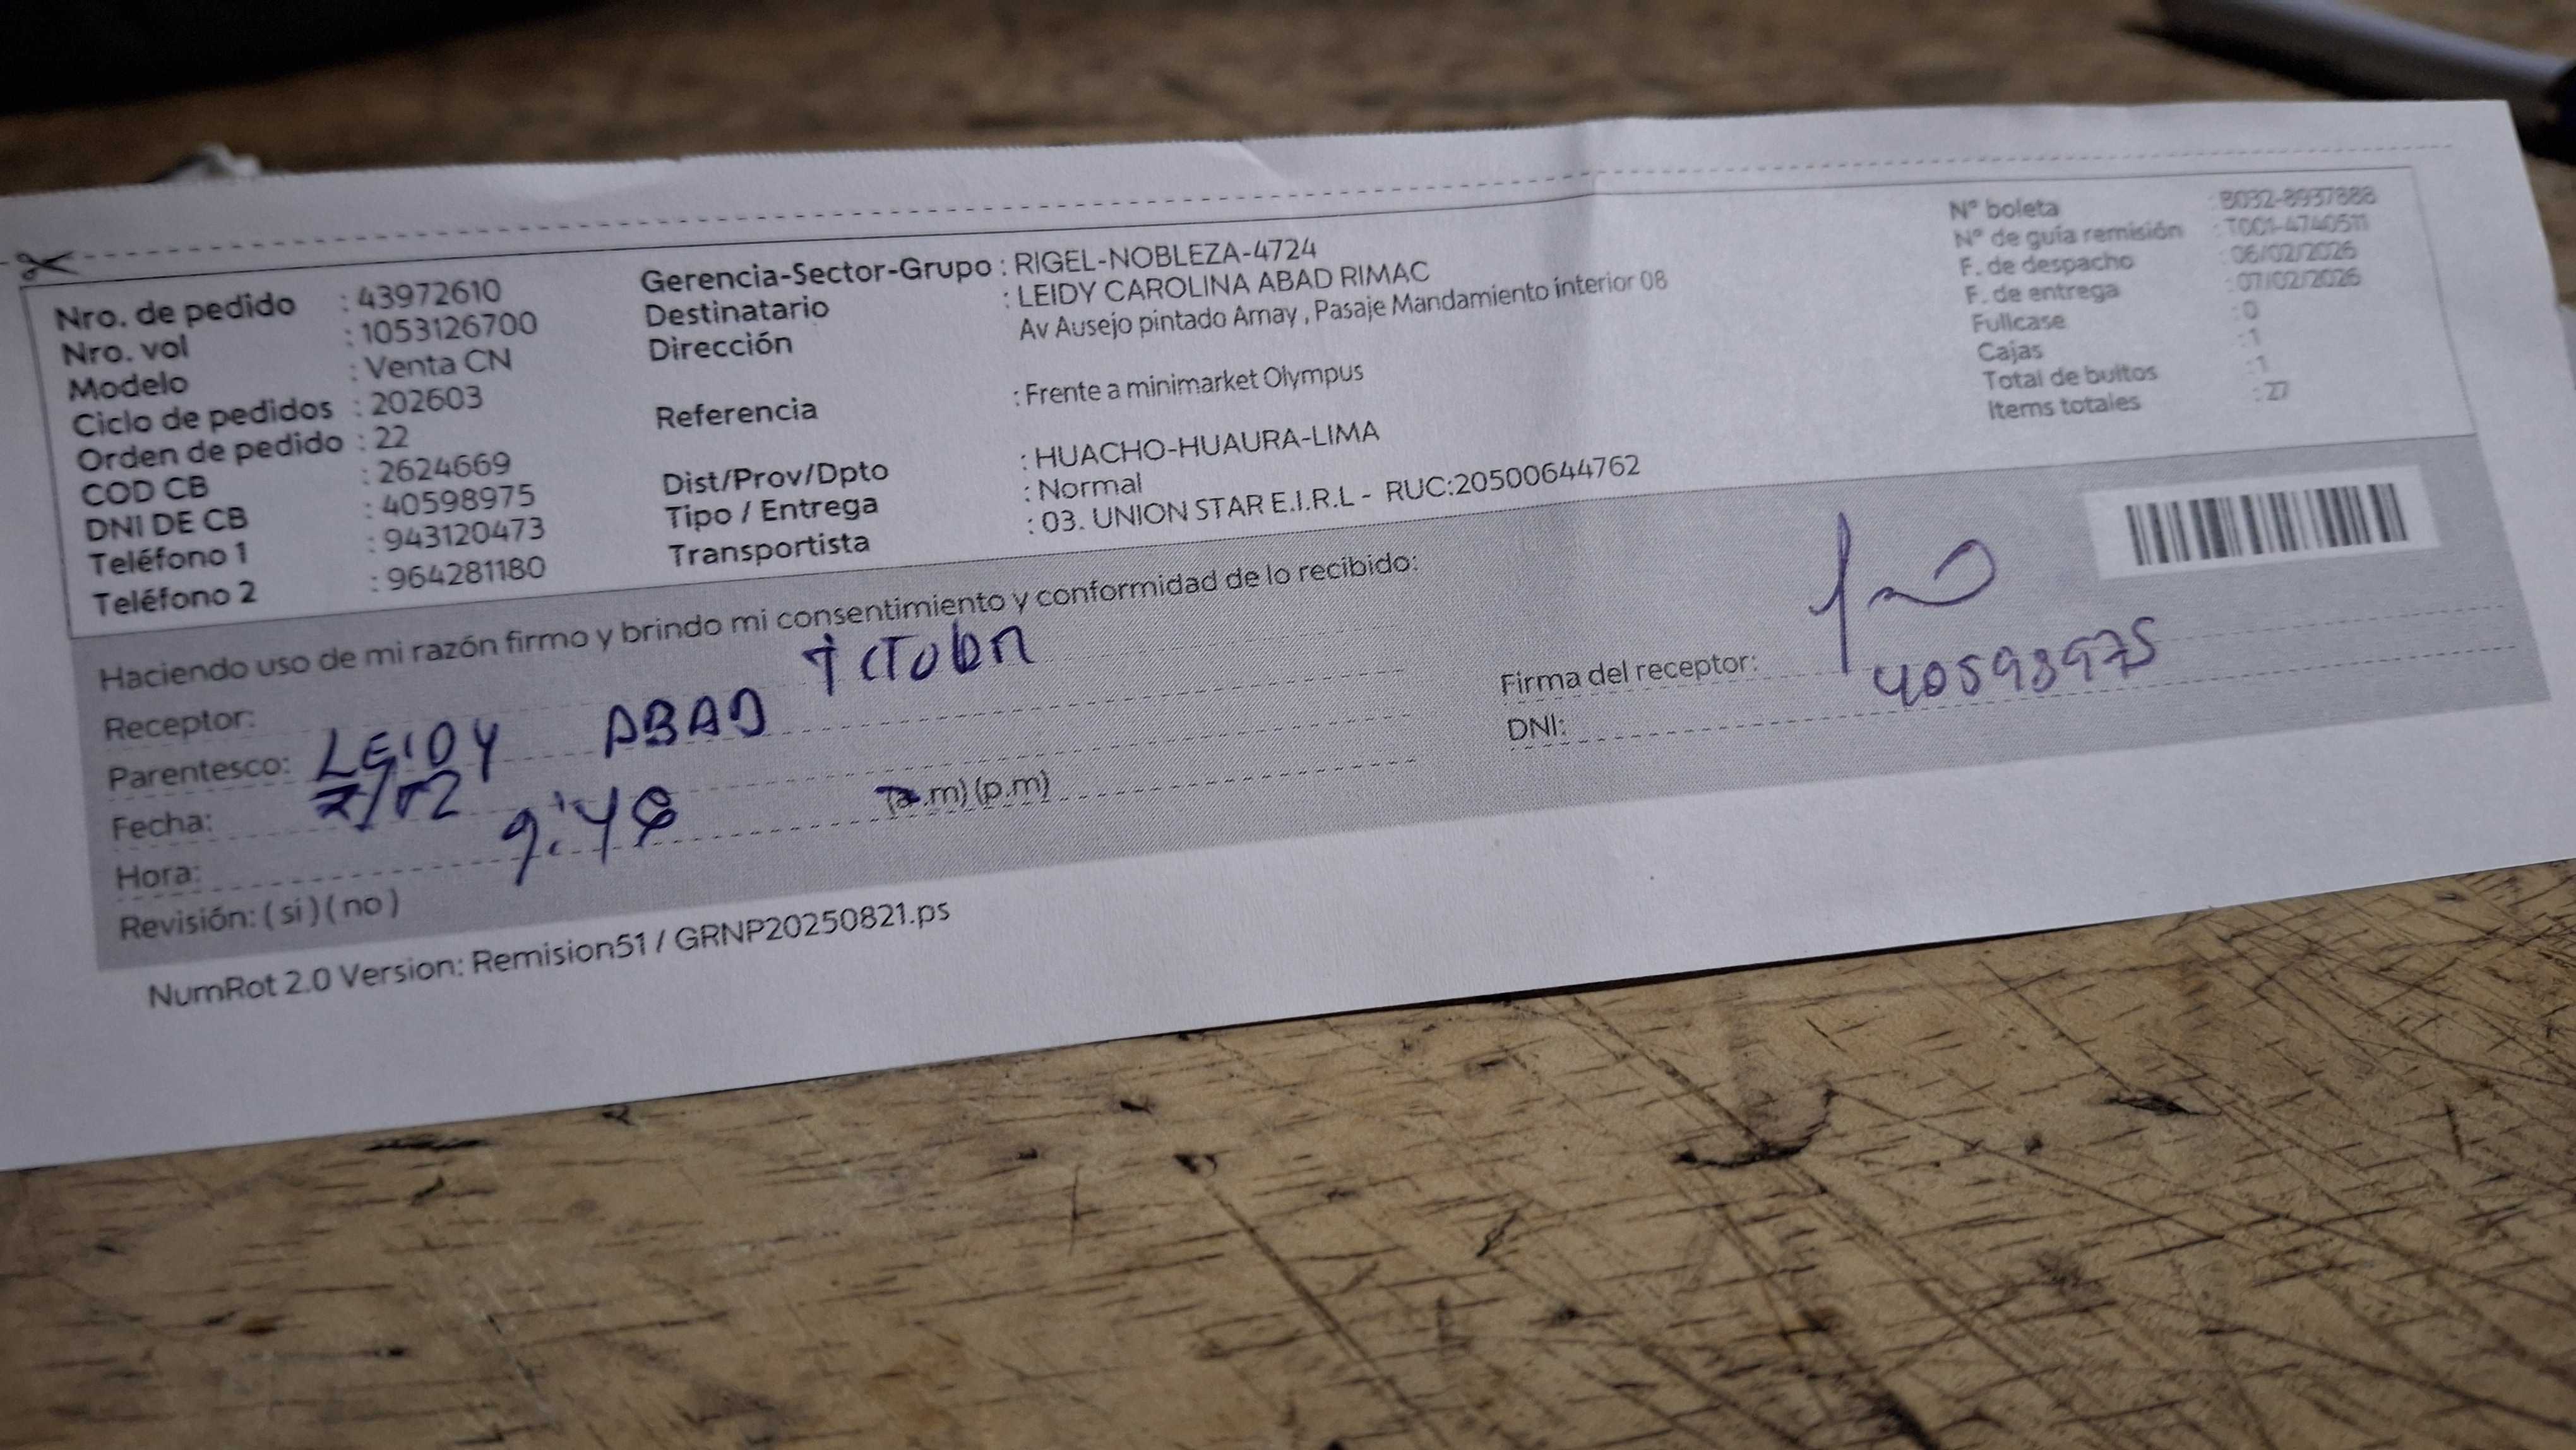 Nro. de pedido : 43972610
Nro. vol : 1053126700
Modelo : Venta CN
Ciclo de pedidos : 202603
Orden de pedido : 22
COD CB : 2624669
DNI DE CB : 40598975
Teléfono 1 : 943120473
Teléfono 2 : 964281180
Gerencia-Sector-Grupo : RIGEL-NOBLEZA-4724
Destinatario : LEIDY CAROLINA ABAD RIMAC
Dirección Av Ausejo pintado Amay , Pasaje Mandamiento interior 08
Referencia : Frente a minimarket Olympus
Dist/Prov/Dpto : HUACHO-HUAURA-LIMA
Tipo / Entrega : Normal
Transportista : 03. UNION STAR E.I.R.L - RUC:20500644762
N° boleta : B032-8937888
N° de guía remisión : T001-4740511
F. de despacho : 06/02/2026
F. de entrega : 07/02/2026
Fullcase : 0
Cajas : 1
Total de bultos : 1
Items totales : 27
Haciendo uso de mi razón firmo y brindo mi consentimiento y conformidad de lo recibido:
Receptor:
Parentesco: LEIDY ABAD
Fecha: 7/02
Hora: 9:48 (a.m) (p.m)
Revisión: ( si ) ( no )
Firma del receptor:
DNI: 40598975
NumRot 2.0 Version: Remision51 / GRNP20250821.ps